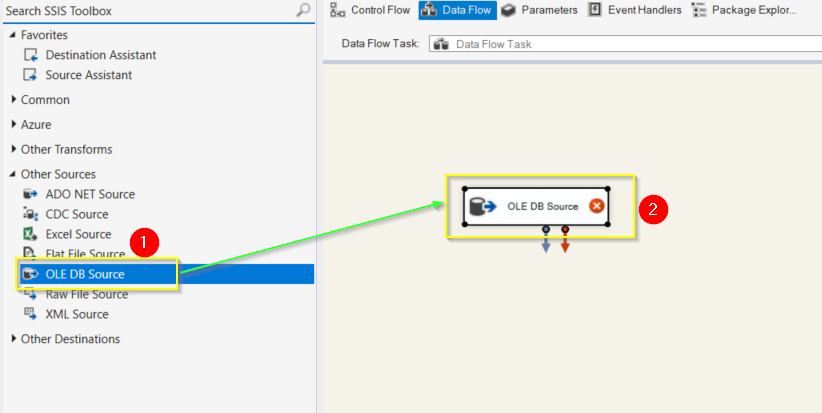 Search SSIS Toolbox
Favorites
Destination Assistant
Source Assistant
Common
Azure
Other Transforms
Other Sources
ADO NET Source
CDC Source
Excel Source
1
Flat File Source
OLE DB Source
Raw File Source
XML Source
Other Destinations
Control Flow Data Flow Parameters Event Handlers Package Explor...
Data Flow Task: Data Flow Task
OLE DB Source
2